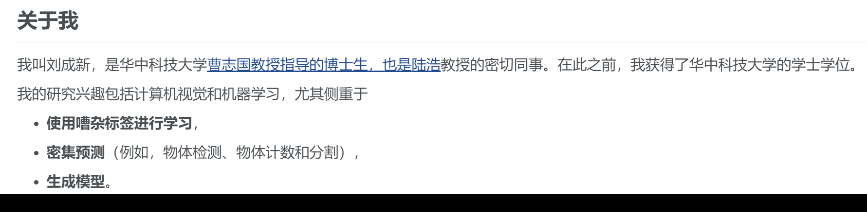 关于我
我叫刘成新，是华中科技大学曹志国教授指导的博士生，也是陆浩教授的密切同事。在此之前，我获得了华中科技大学的学士学位。
我的研究兴趣包括计算机视觉和机器学习，尤其侧重于
• 使用嘈杂标签进行学习，
• 密集预测（例如，物体检测、物体计数和分割），
• 生成模型。